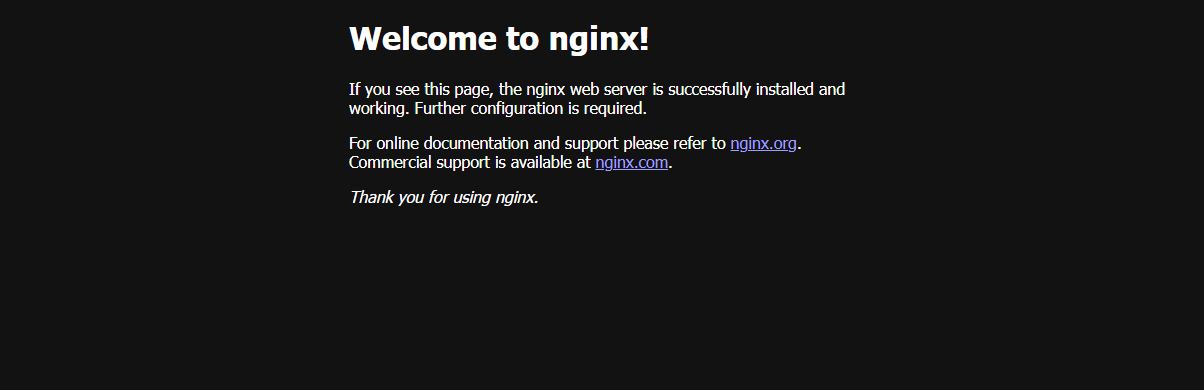 Welcome to nginx!
If you see this page, the nginx web server is successfully installed and
working. Further configuration is required.
For online documentation and support please refer to nginx.org.
Commercial support is available at nginx.com.
Thank you for using nginx.